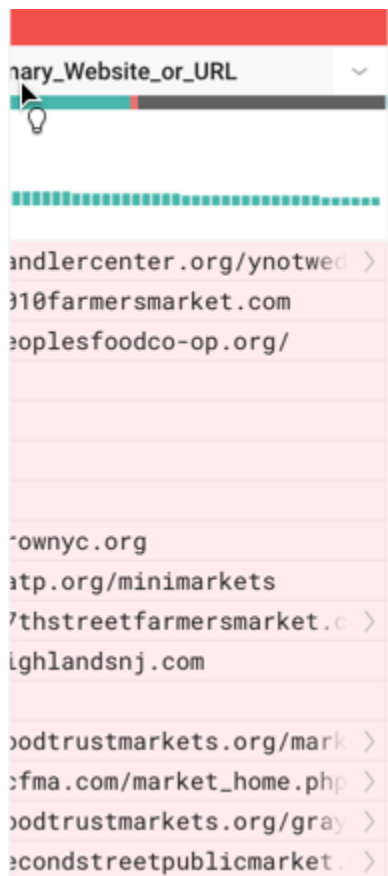 nary_Website_or_URL
andlercenter.org/ynotwed
010farmersmarket.com
eoplesfoodco-op.org/
rownyc.org
atp.org/minimarkets
7thstreetfarmersmarket.c
ighlandsnj.com
oodtrustmarkets.org/mark
cfma.com/market_home.php
oodtrustmarkets.org/gray
econdstreetpublicmarket.